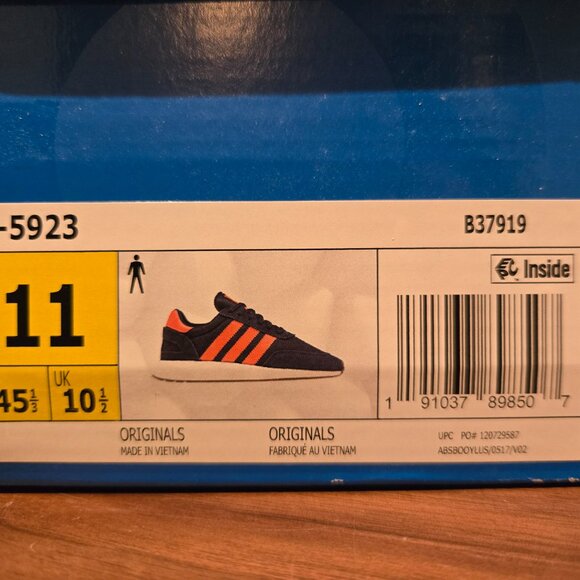 -5923
B37919
Inside
11
45 1/3
UK
10 1/2
1 91037 89850 7
ORIGINALS
MADE IN VIETNAM
ORIGINALS
FABRIQUÉ AU VIETNAM
UPC PO# 120729587
ABSBOOYLUS/0517/V02